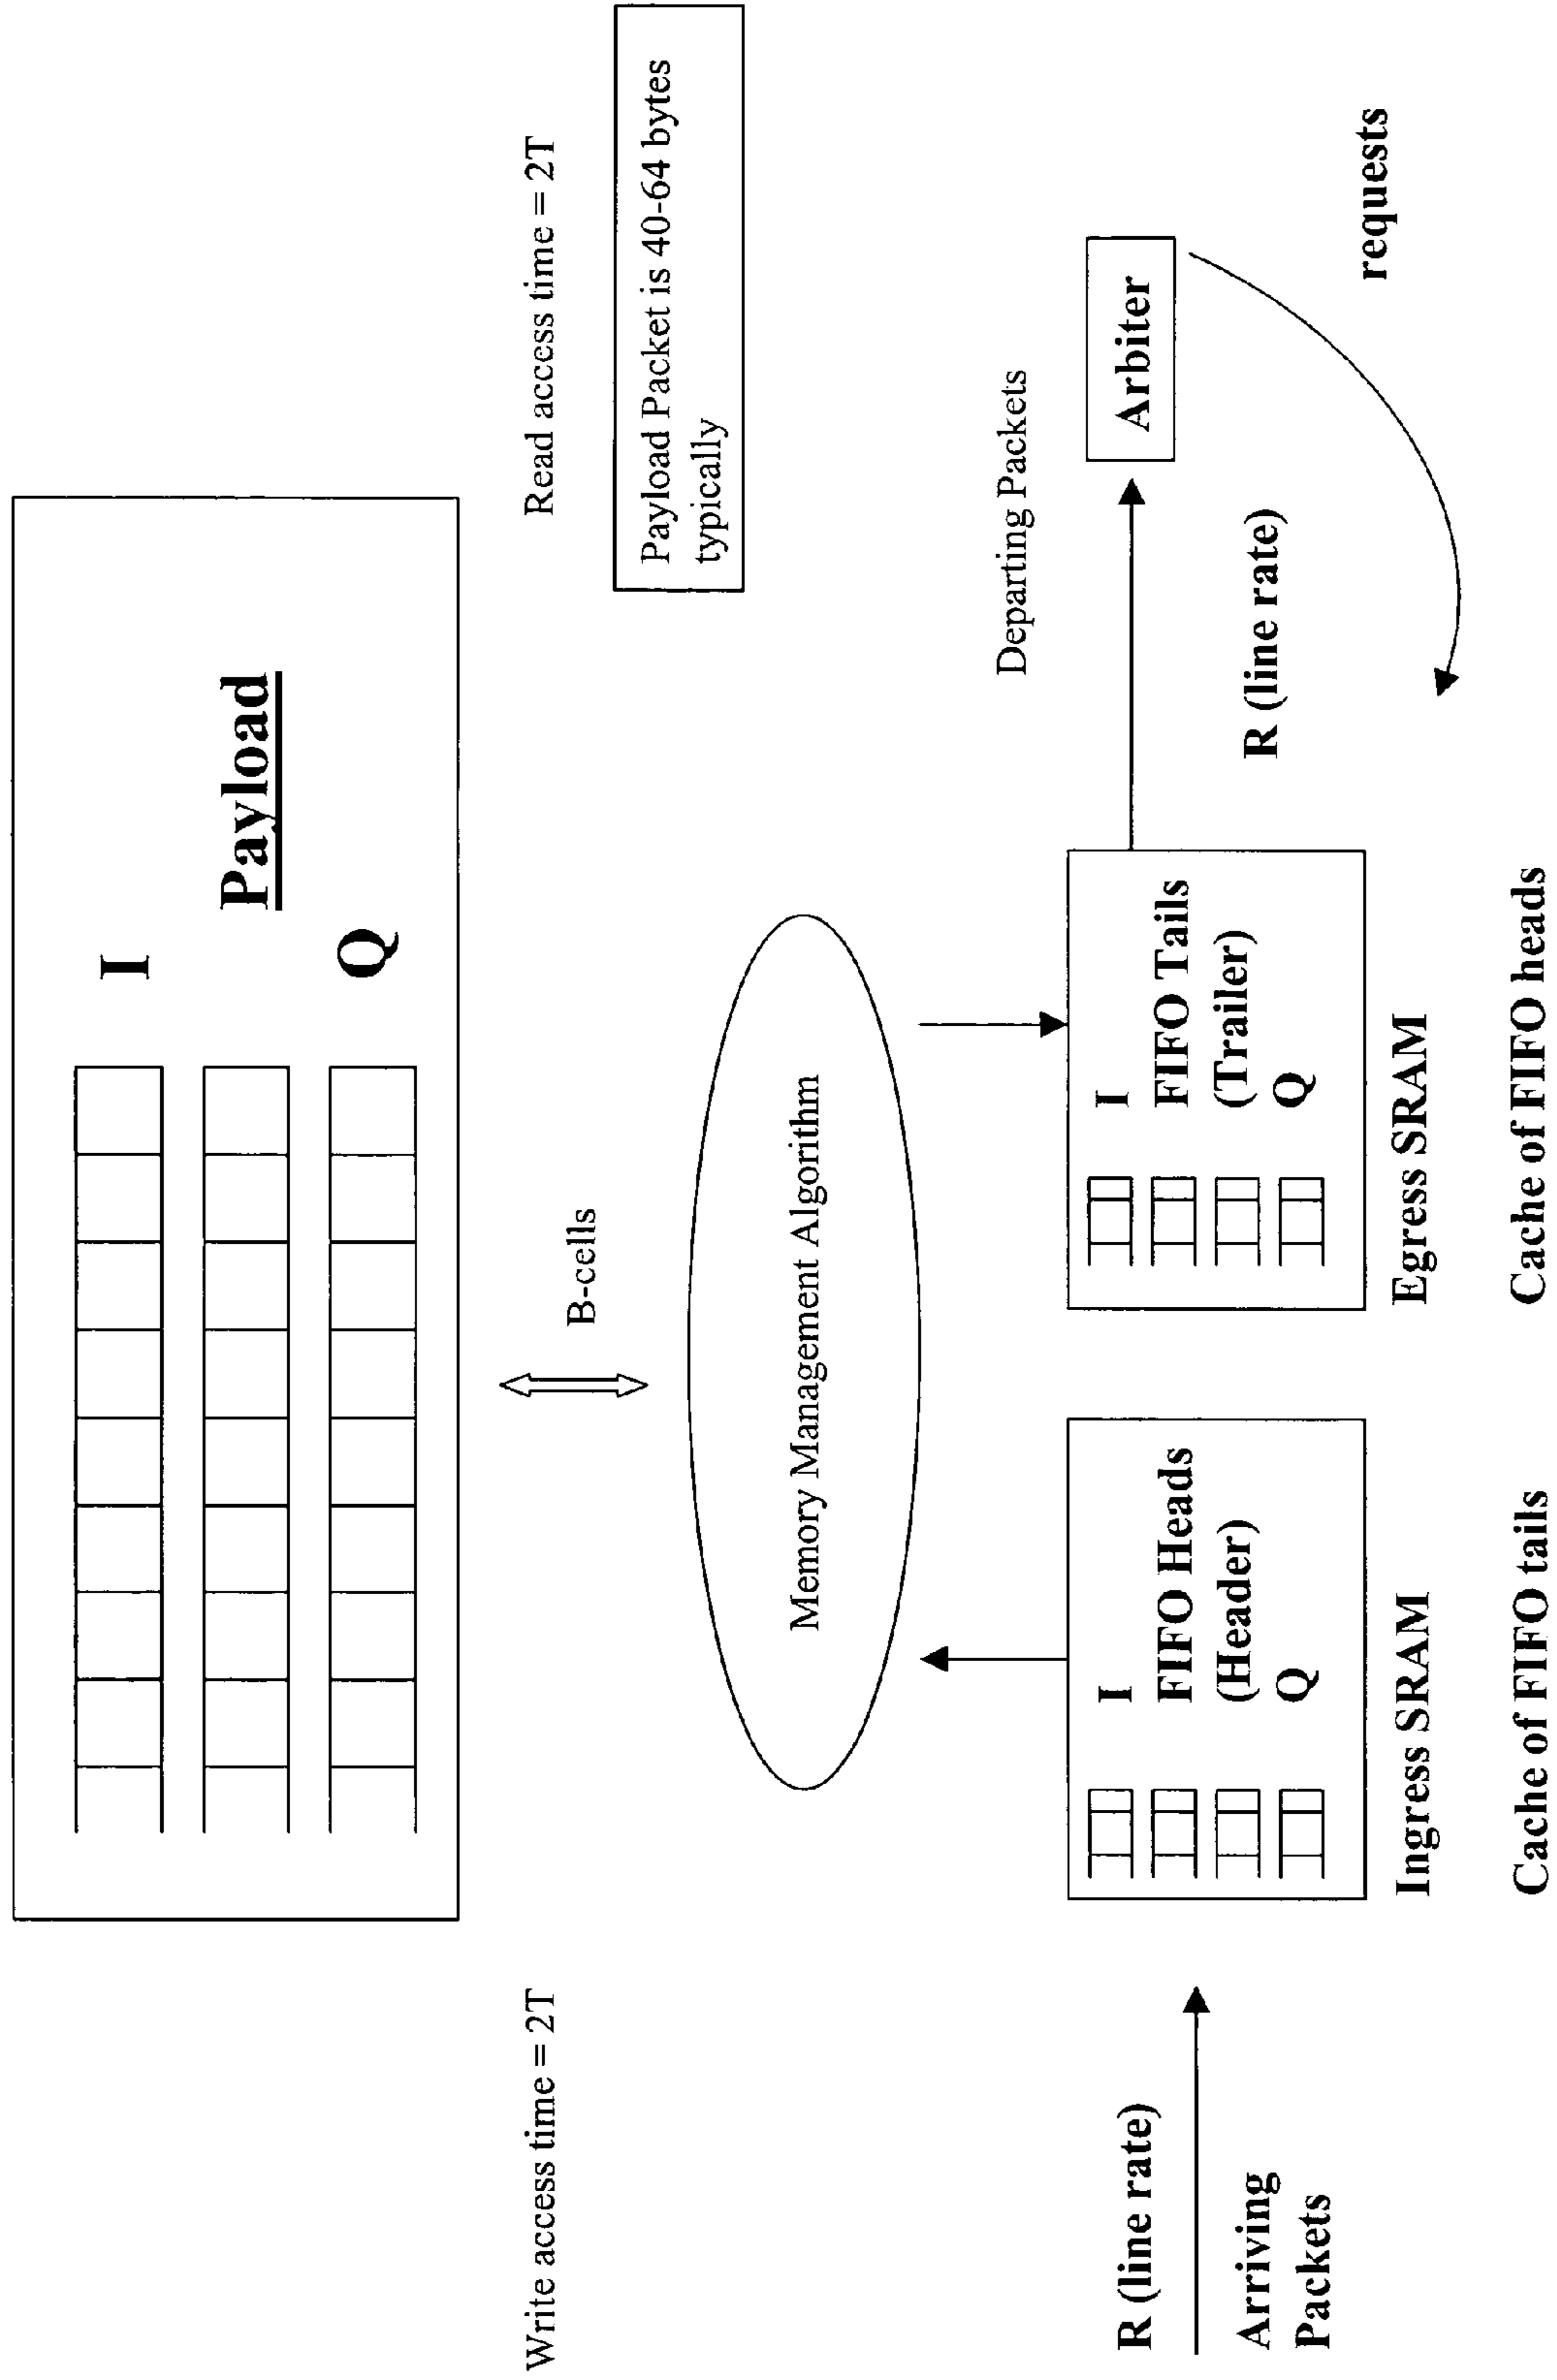 I
Payload
Q
Write access time = 2T
B-cells
Read access time = 2T
Payload Packet is 40-64 bytes
typically
Memory Management Algorithm
R (line rate)
Arriving
Packets
I
FIFO Heads
(Header)
Q
Ingress SRAM
Cache of FIFO tails
I
FIFO Tails
(Trailer)
Q
Egress SRAM
Cache of FIFO heads
Departing Packets
R (line rate)
Arbiter
requests